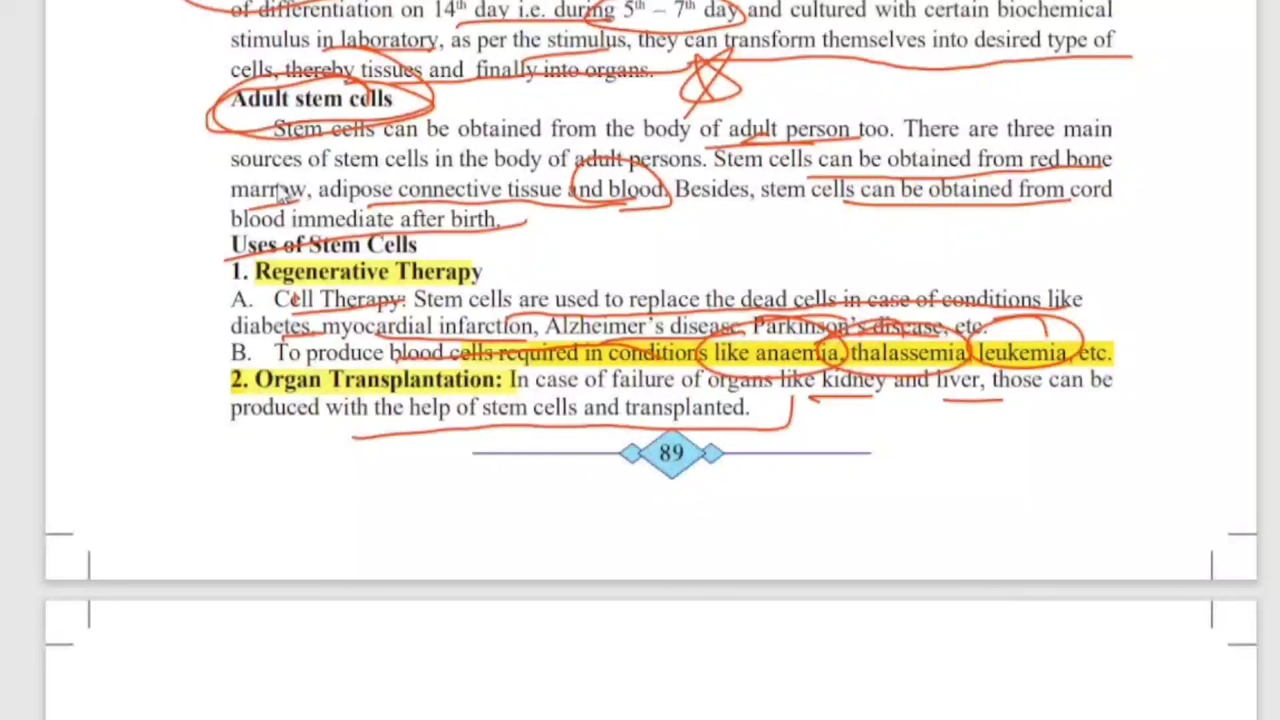 of differentiation on 14th day i.e. during 5th – 7th day and cultured with certain biochemical
stimulus in laboratory, as per the stimulus, they can transform themselves into desired type of
cells, thereby tissues and finally into organs.
Adult stem cells
Stem cells can be obtained from the body of adult person too. There are three main
sources of stem cells in the body of adult persons. Stem cells can be obtained from red bone
marrow, adipose connective tissue and blood. Besides, stem cells can be obtained from cord
blood immediate after birth.
Uses of Stem Cells
1. Regenerative Therapy
A. Cell Therapy: Stem cells are used to replace the dead cells in case of conditions like
diabetes, myocardial infarction, Alzheimer's disease, Parkinson's disease, etc.
B. To produce blood cells required in conditions like anaemia, thalassemia, leukemia, etc.
2. Organ Transplantation: In case of failure of organs like kidney and liver, those can be
produced with the help of stem cells and transplanted.
89